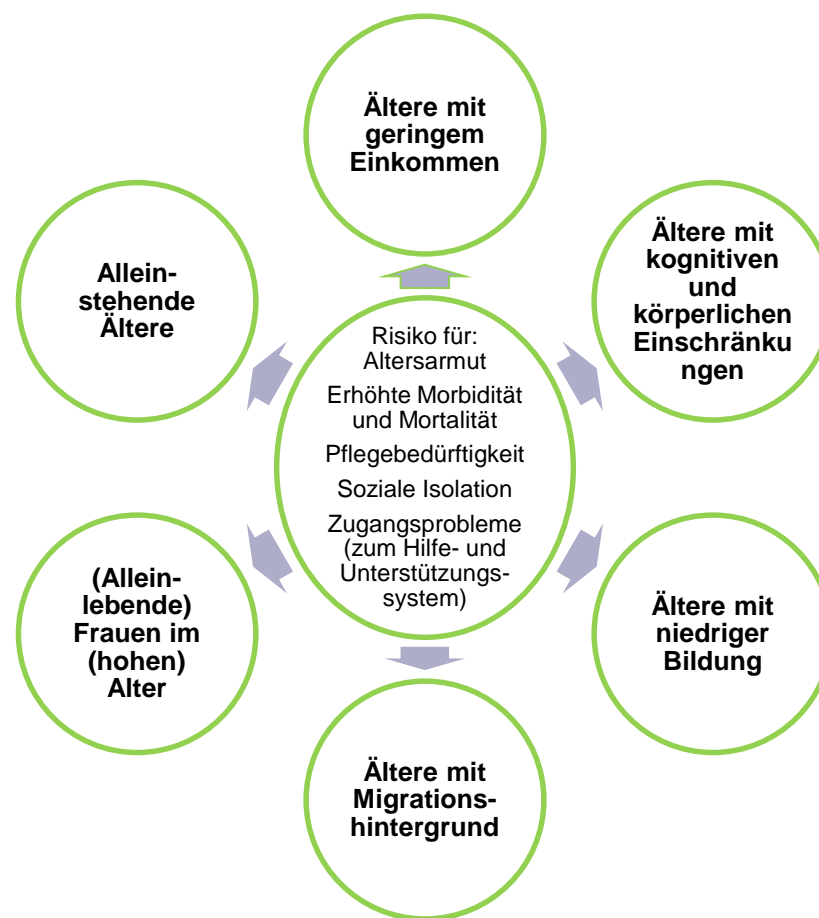 Ältere mit
geringem
Einkommen
Allein-
stehende
Ältere
Ältere mit
kognitiven
und
körperlichen
Einschränku
ngen
Risiko für:
Altersarmut
Erhöhte Morbidität
und Mortalität
Pflegebedürftigkeit
Soziale Isolation
Zugangsprobleme
(zum Hilfe- und
Unterstützungs-
system)
(Allein-
lebende)
Frauen im
(hohen)
Alter
Ältere mit
niedriger
Bildung
Ältere mit
Migrations-
hintergrund